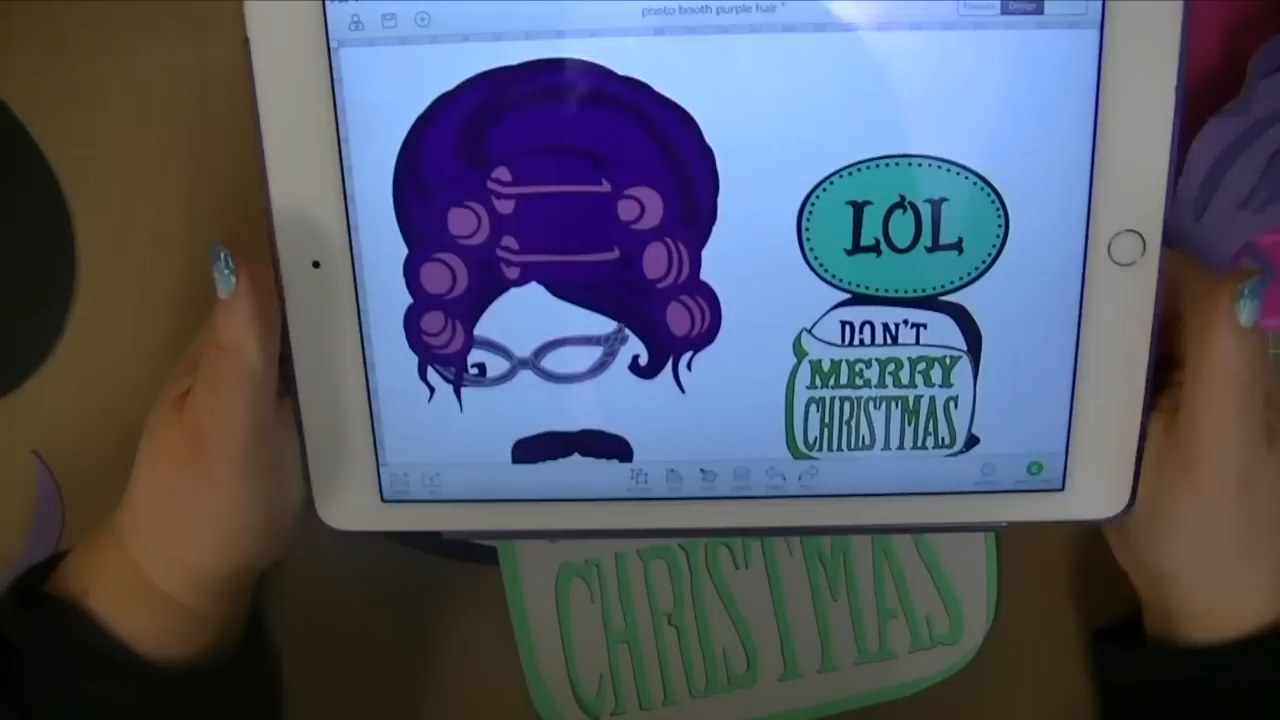 photo booth purple hair *
LOL
DON'T
MERRY
CHRISTMAS
CHRISTMAS